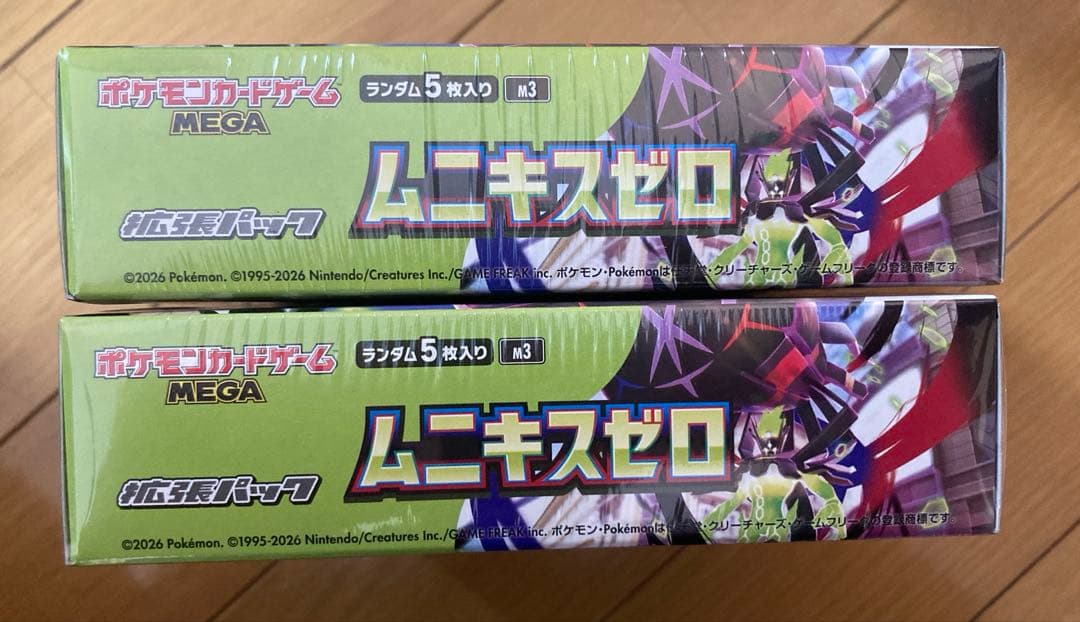 ポケモンカードゲーム
MEGA
ランダム5枚入り M3
ムニキスゼロ
拡張パック
©2026 Pokémon. ©1995-2026 Nintendo/Creatures Inc./GAME FREAK inc. ポケモン・Pokémonは任天堂・クリーチャーズ・ゲームフリークの登録商標です。
ポケモンカードゲーム
MEGA
ランダム5枚入り M3
ムニキスゼロ
拡張パック
©2026 Pokémon. ©1995-2026 Nintendo/Creatures Inc./GAME FREAK inc. ポケモン・Pokémonは任天堂・クリーチャーズ・ゲームフリークの登録商標です。